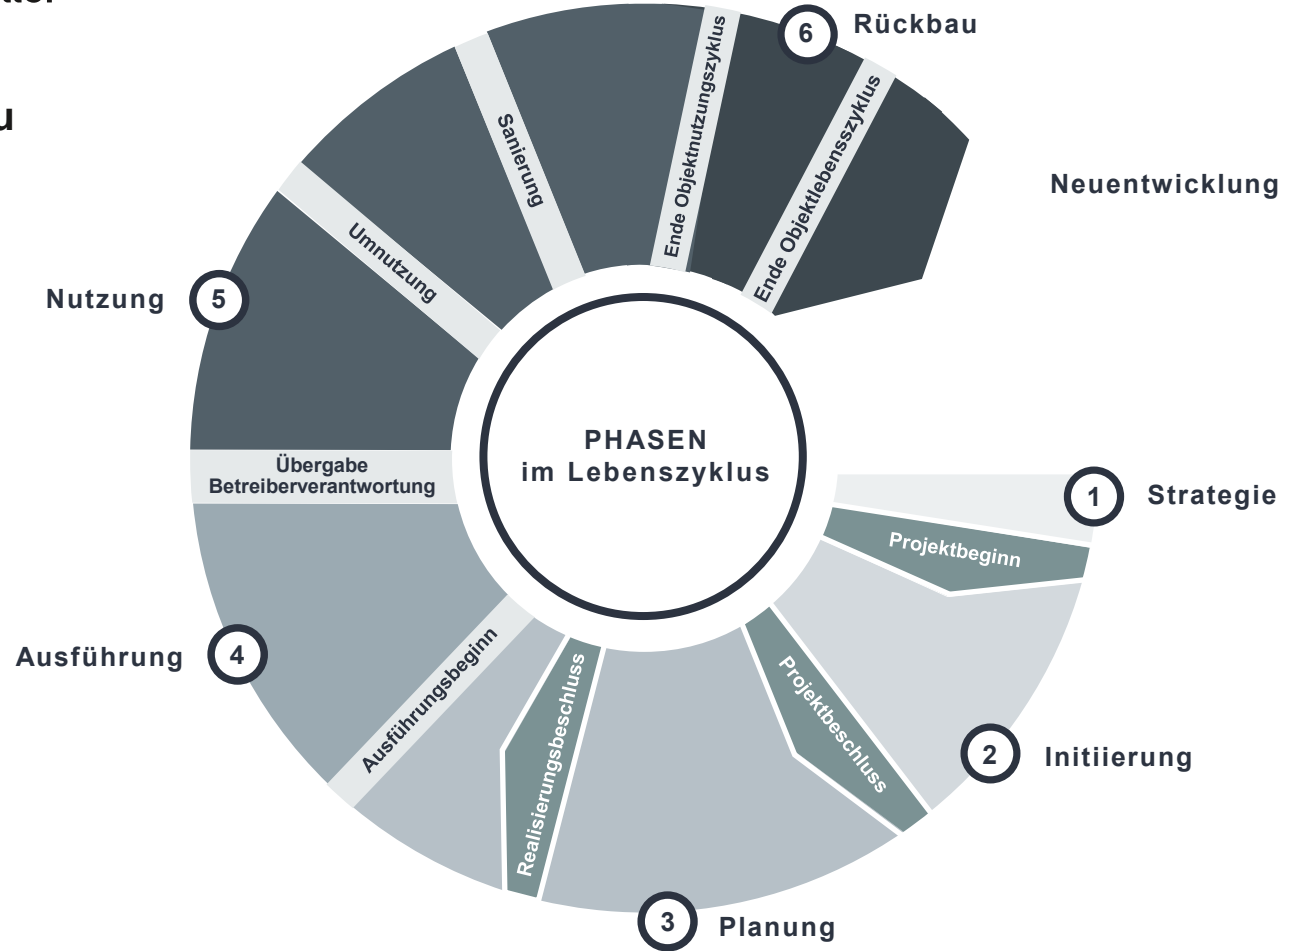 6
Rückbau
Ende Objektnutzungszyklus
Ende Objektlebensszyklus
Neuentwicklung
Sanierung
Umnutzung
Nutzung
5
PHASEN
im Lebenszyklus
Übergabe
Betreiberverantwortung
1
Strategie
Projektbeginn
Ausführung
4
Ausführungsbeginn
Realisierungsbeschluss
Projektbeschluss
2
Initiierung
3
Planung